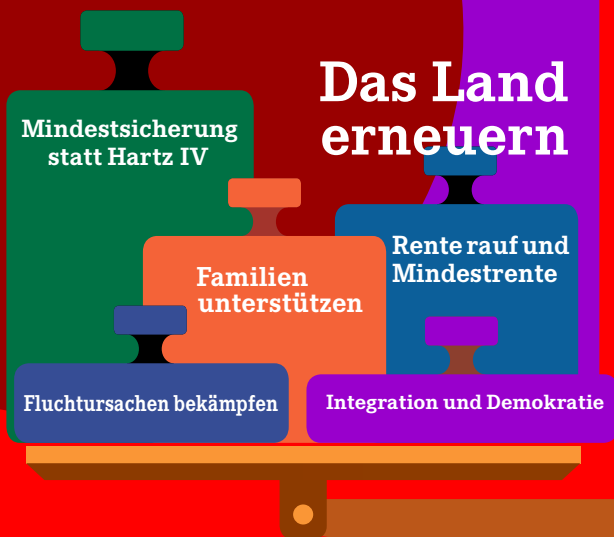 Das Land
erneuern
Mindestsicherung
statt Hartz IV
Rente rauf und
Mindestrente
Familien
unterstützen
Fluchtursachen bekämpfen
Integration und Demokratie